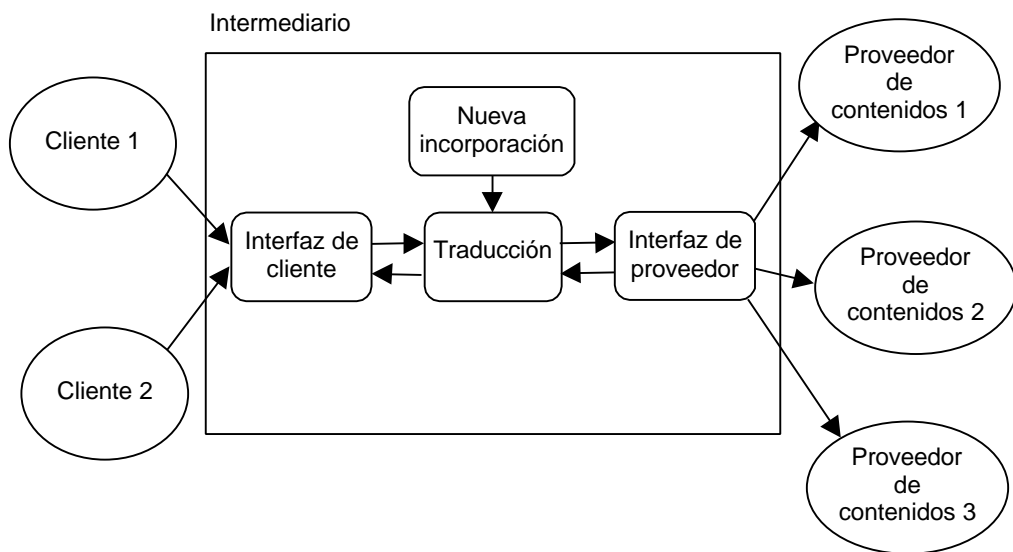 Intermediario
Cliente 1
Cliente 2
Nueva
incorporación
Interfaz de
cliente
Traducción
Interfaz de
proveedor
Proveedor
de
contenidos 1
Proveedor
de
contenidos 2
Proveedor
de
contenidos 3